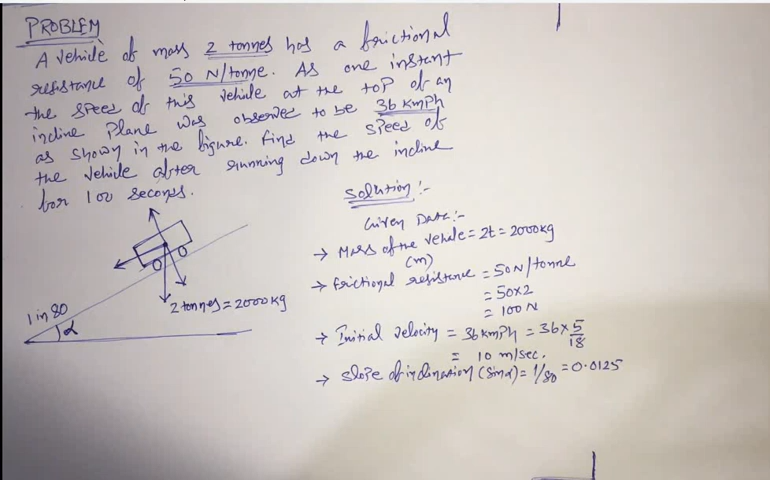 PROBLEM
A vehicle of mass 2 tonnes has a frictional
resistance of 50 N/tonne. As one instant
the speed of this vehicle at the top of an
incline plane was observed to be 36 kmph
as shown in the figure. Find the speed of
the vehicle after running down the incline
for 100 seconds.
Solution:-
Given Data:-
→ Mass of the vehcle = 2t = 2000kg
(m)
→ frictional resistance = 50N/tonne
= 50x2
= 100 N
→ Initial velocity = 36kmph = 36 x 5/18
= 10 m/sec.
→ Slope of inclination (sinα) = 1/80 = 0.0125
2 tonnes = 2000 kg
1 in 80
α